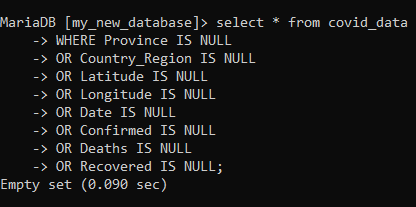 MariaDB [my_new_database]> select * from covid_data
-> WHERE Province IS NULL
-> OR Country_Region IS NULL
-> OR Latitude IS NULL
-> OR Longitude IS NULL
-> OR Date IS NULL
-> OR Confirmed IS NULL
-> OR Deaths IS NULL
-> OR Recovered IS NULL;
Empty set (0.090 sec)